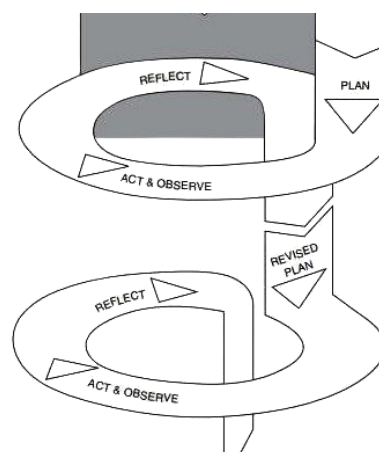 REFLECT
PLAN
ACT & OBSERVE
REVISED
PLAN
REFLECT
ACT & OBSERVE